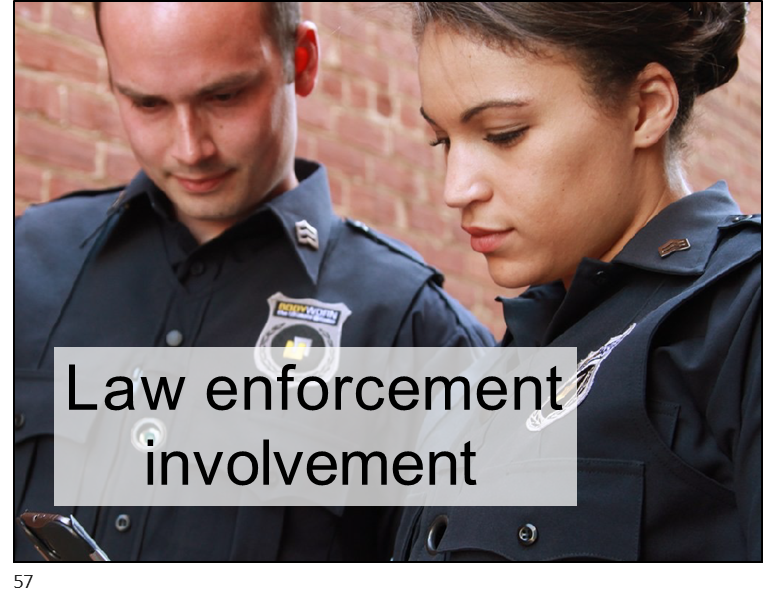 BODYWORN
Law enforcement
involvement
57